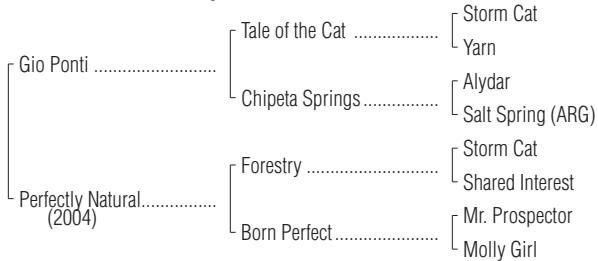 Storm Cat
Tale of the Cat ..................
Yarn
Gio Ponti ..........................
Alydar
Chipeta Springs................
Salt Spring (ARG)
Storm Cat
Forestry ............................
Shared Interest
Perfectly Natural................
(2004)
Mr. Prospector
Born Perfect......................
Molly Girl